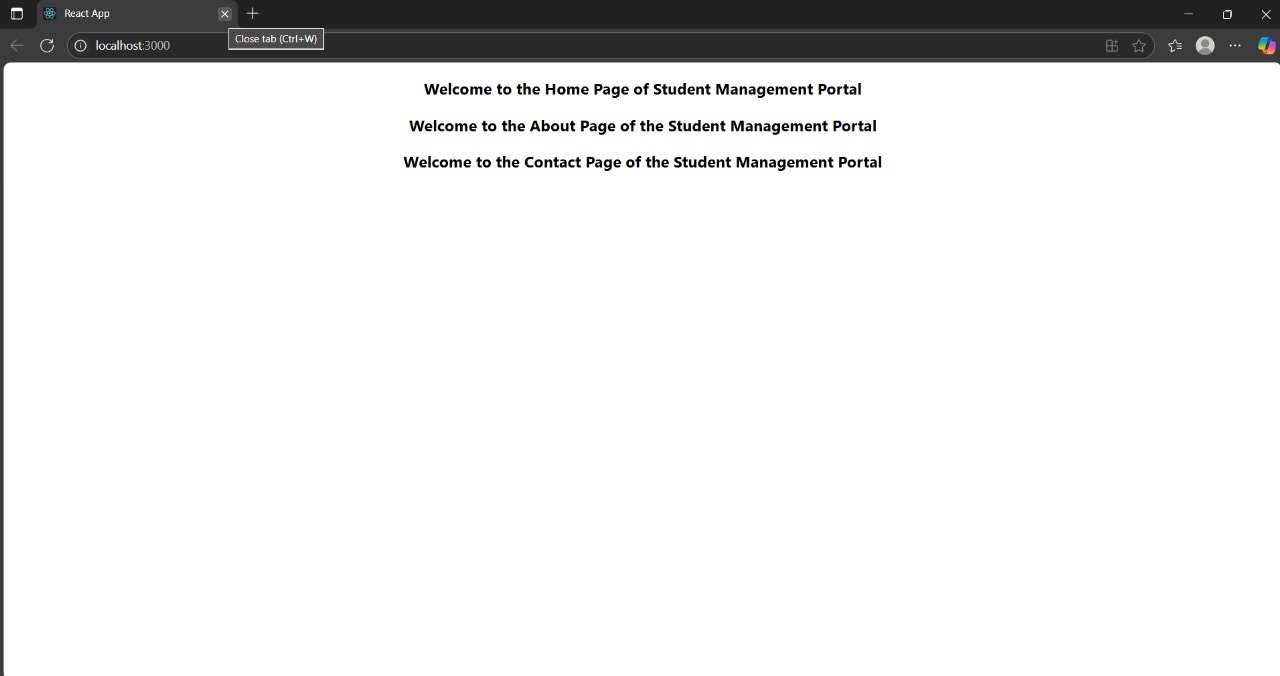 React App
Close tab (Ctrl+W)
localhost:3000
Welcome to the Home Page of Student Management Portal
Welcome to the About Page of the Student Management Portal
Welcome to the Contact Page of the Student Management Portal